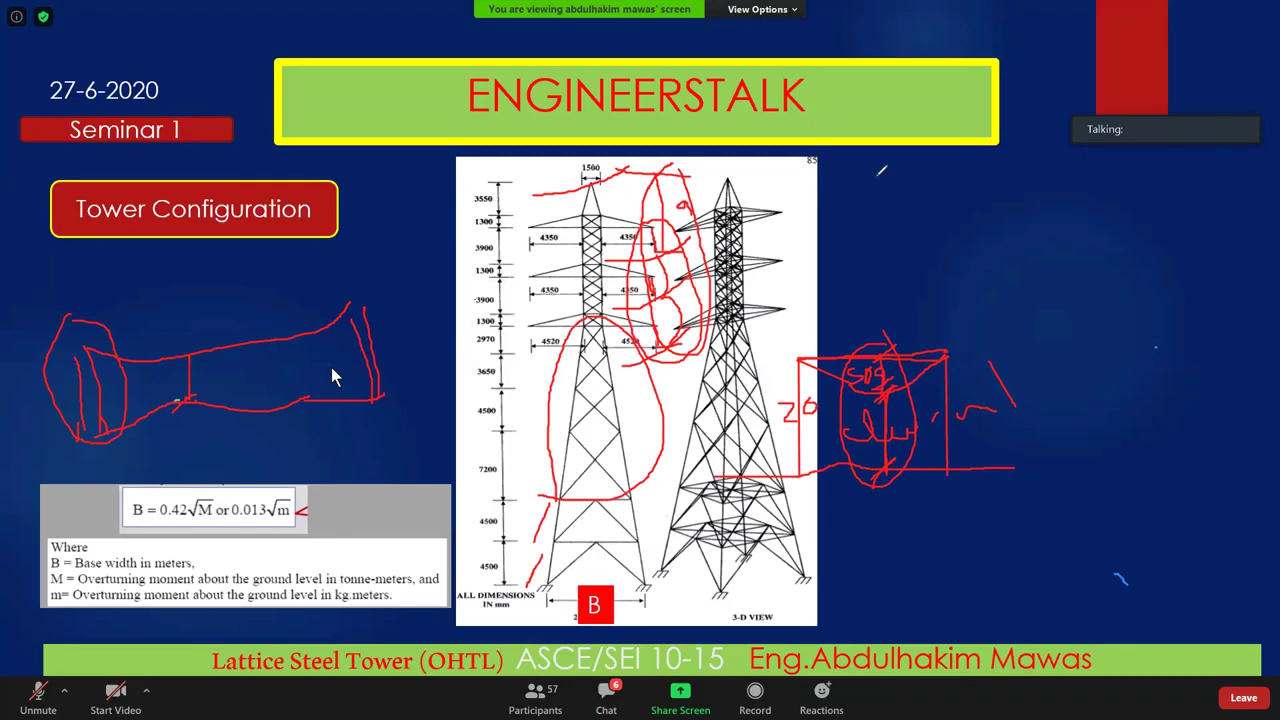 You are viewing abdulhakim mawas' screen
View Options
27-6-2020
Seminar 1
ENGINEERSTALK
Talking:
Tower Configuration
85
1500
3550
1300
3900
1300
3900
1300
2970
3650
4500
7200
4500
4500
4350
4350
4350
4350
4520
4520
20
sag
B = 0.42√M or 0.013√m
Where
B = Base width in meters,
M = Overturning moment about the ground level in tonne-meters, and
m= Overturning moment about the ground level in kg.meters.
ALL DIMENSIONS
IN mm
B
3-D VIEW
Lattice Steel Tower (OHTL) ASCE/SEI 10-15 Eng.Abdulhakim Mawas
Unmute
Start Video
57
Participants
6
Chat
Share Screen
Record
Reactions
Leave